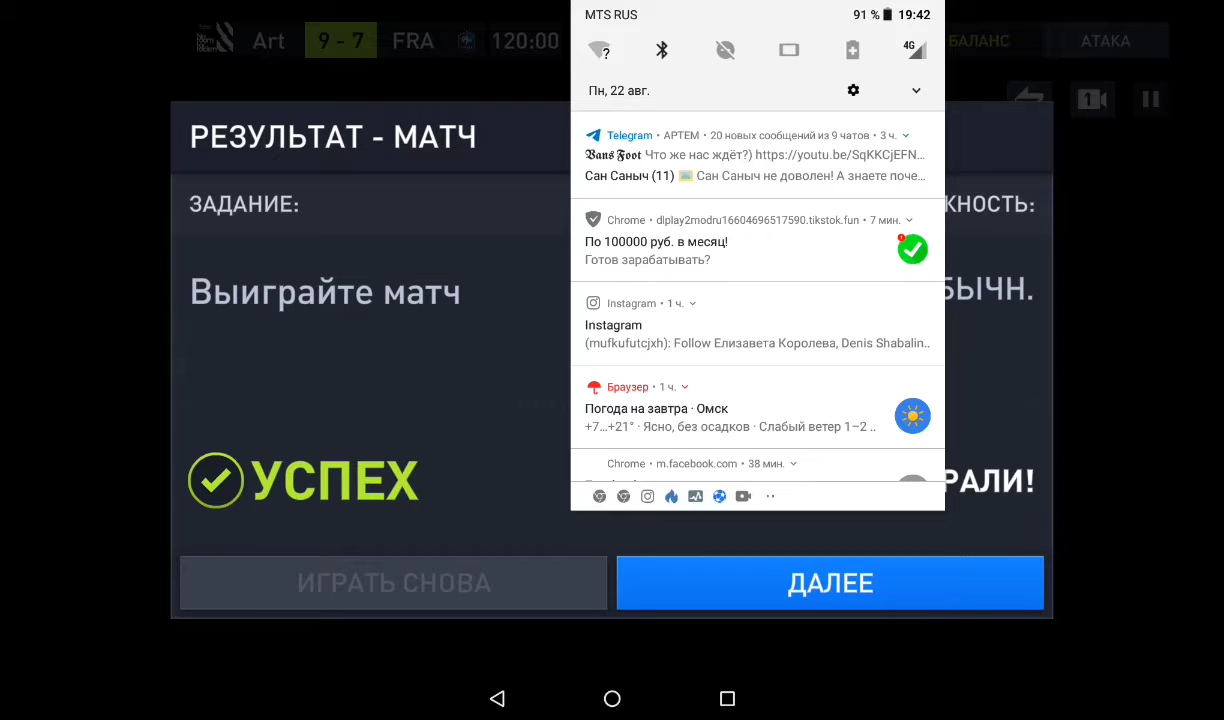 MTS RUS 91 % 19:42
Art 9 - 7 FRA 120:00
БАЛАНС АТАКА
? 4G
Пн, 22 авг.
1
РЕЗУЛЬТАТ - МАТЧ
Telegram • АРТЕМ • 20 новых сообщений из 9 чатов • 3 ч.
𝕭𝖆𝖓𝖘 𝕱𝖔𝖔𝖙 Что же нас ждёт?) https://youtu.be/SqKKCjEFN...
Сан Саныч (11) Сан Саныч не доволен! А знаете поче...
ЗАДАНИЕ:
ЖНОСТЬ:
Chrome • dlplay2modru16604696517590.tikstok.fun • 7 мин.
По 100000 руб. в месяц!
Готов зарабатывать?
Выиграйте матч
БЫЧН.
Instagram • 1 ч.
Instagram
(mufkufutcjxh): Follow Елизавета Королева, Denis Shabalin..
Браузер • 1 ч.
Погода на завтра · Омск
+7...+21° · Ясно, без осадков · Слабый ветер 1–2 ..
Chrome • m.facebook.com • 38 мин.
УСПЕХ
РАЛИ!
ИГРАТЬ СНОВА
ДАЛЕЕ